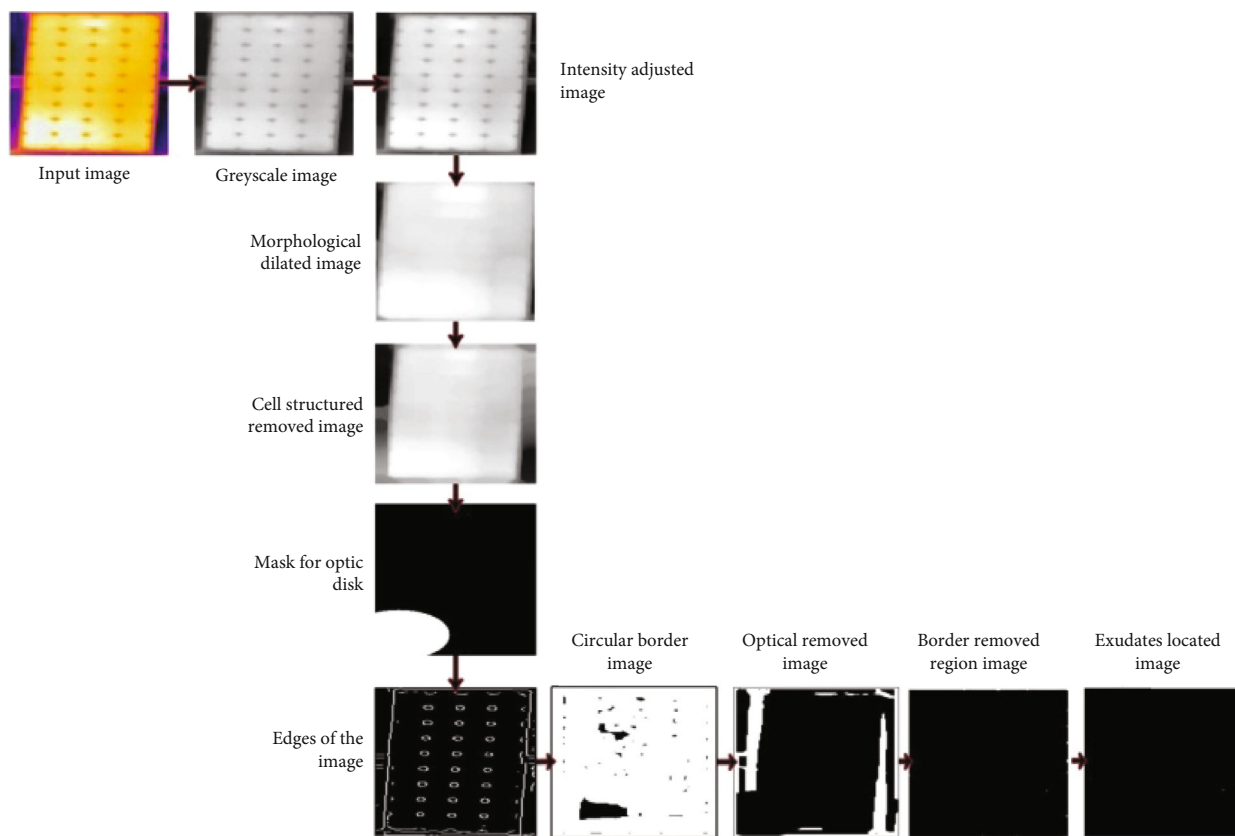 Input image
Greyscale image
Intensity adjusted
image
Morphological
dilated image
Cell structured
removed image
Mask for optic
disk
Edges of the
image
Circular border
image
Optical removed
image
Border removed
region image
Exudates located
image